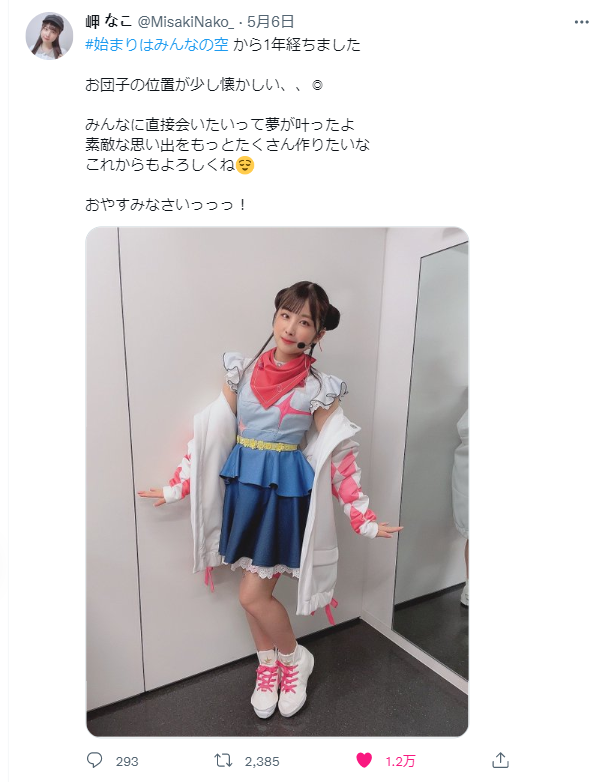 岬 なこ @MisakiNako_ · 5月6日
#始まりはみんなの空 から1年経ちました
お団子の位置が少し懐かしい、、☺
みんなに直接会いたいって夢が叶ったよ
素敵な思い出をもっとたくさん作りたいな
これからもよろしくね😌
おやすみなさいっっっ！
293 2,385 1.2万